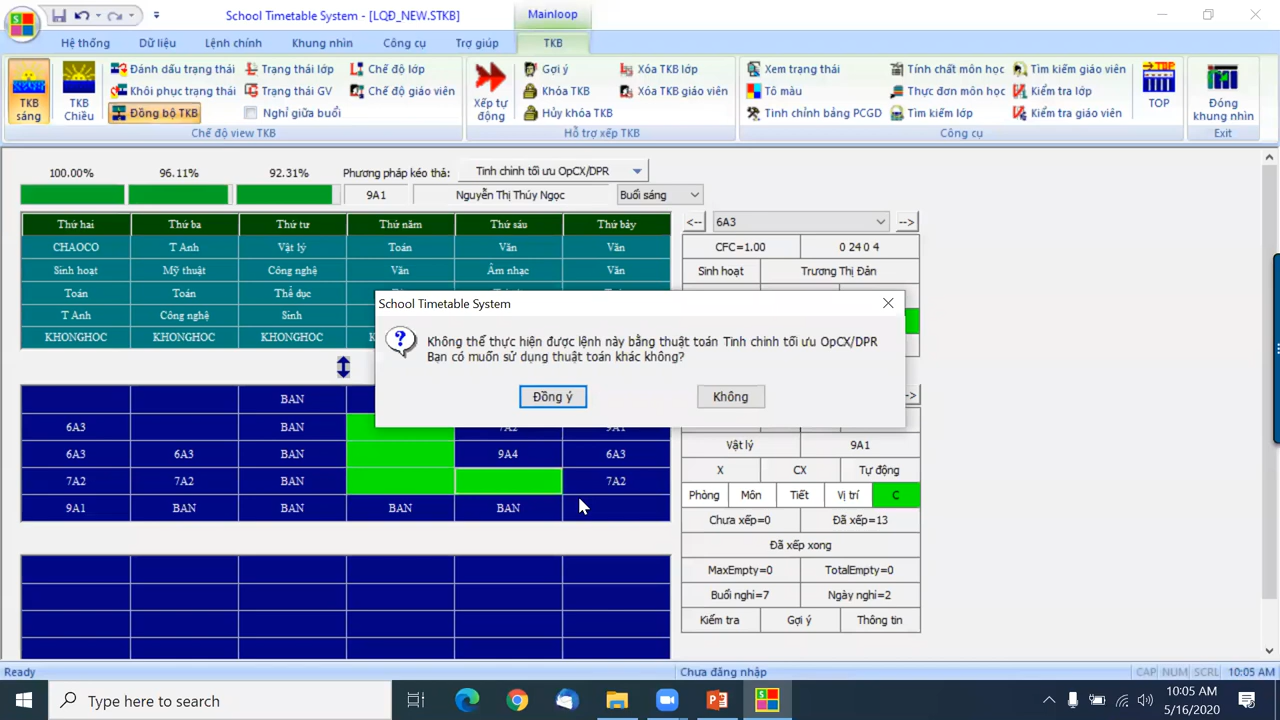 School Timetable System - [LQĐ_NEW.STKB]
Mainloop
Hệ thống Dữ liệu Lệnh chính Khung nhìn Công cụ Trợ giúp TKB
Đánh dấu trạng thái Trạng thái lớp Chế độ lớp Gợi ý Xóa TKB lớp Xem trạng thái Tính chất môn học Tìm kiếm giáo viên
Khôi phục trạng thái Trạng thái GV Chế độ giáo viên Khóa TKB Xóa TKB giáo viên Tô màu Thực đơn môn học Kiểm tra lớp
TKB sáng TKB Chiều Xếp tự động TOP Đóng khung nhìn
Đồng bộ TKB Nghỉ giữa buổi Hủy khóa TKB Tinh chỉnh bảng PCGD Tìm kiếm lớp Kiểm tra giáo viên
Chế độ view TKB Hỗ trợ xếp TKB Công cụ Exit
100.00% 96.11% 92.31% Phương pháp kéo thả: Tinh chỉnh tối ưu OpCX/DPR
9A1 Nguyễn Thị Thúy Ngọc Buổi sáng
Thứ hai Thứ ba Thứ tư Thứ năm Thứ sáu Thứ bảy <-- 6A3 -->
CHAOCO T Anh Vật lý Toán Văn Văn CFC=1.00 0 24 0 4
Sinh hoạt Mỹ thuật Công nghệ Văn Âm nhạc Văn Sinh hoạt Trương Thị Đản
Toán Toán Thể dục
T Anh Công nghệ Sinh
KHONGHOC KHONGHOC KHONGHOC
School Timetable System
Không thể thực hiện được lệnh này bằng thuật toán Tinh chỉnh tối ưu OpCX/DPR
Bạn có muốn sử dụng thuật toán khác không?
Đồng ý Không
BAN ->
6A3 BAN 7A2 9A1
6A3 6A3 BAN 9A4 6A3
7A2 7A2 BAN 7A2
9A1 BAN BAN BAN BAN
Vật lý 9A1
X CX Tự động
Phòng Môn Tiết Vị trí C
Chưa xếp=0 Đã xếp=13
Đã xếp xong
MaxEmpty=0 TotalEmpty=0
Buổi nghỉ=7 Ngày nghỉ=2
Kiểm tra Gợi ý Thông tin
Ready Chưa đăng nhập CAP NUM SCRL 10:05 AM
Type here to search
10:05 AM
5/16/2020